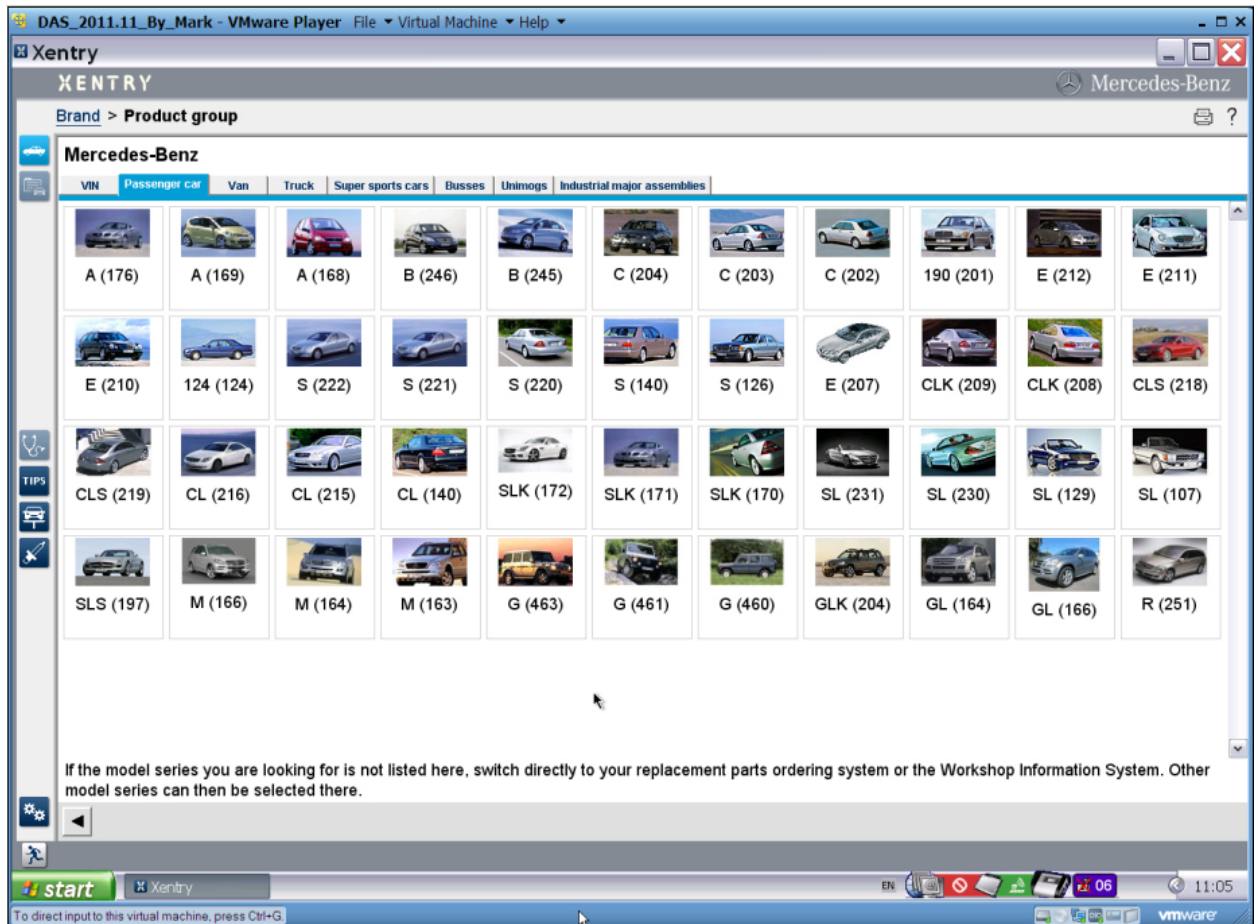 DAS_2011.11_By_Mark - VMware Player File Virtual Machine Help
Xentry
XENTRY Mercedes-Benz
Brand > Product group ?
Mercedes-Benz
VIN Passenger car Van Truck Super sports cars Busses Unimogs Industrial major assemblies
A (176) A (169) A (168) B (246) B (245) C (204) C (203) C (202) 190 (201) E (212) E (211)
E (210) 124 (124) S (222) S (221) S (220) S (140) S (126) E (207) CLK (209) CLK (208) CLS (218)
CLS (219) CL (216) CL (215) CL (140) SLK (172) SLK (171) SLK (170) SL (231) SL (230) SL (129) SL (107)
TIPS
SLS (197) M (166) M (164) M (163) G (463) G (461) G (460) GLK (204) GL (164) GL (166) R (251)
If the model series you are looking for is not listed here, switch directly to your replacement parts ordering system or the Workshop Information System. Other
model series can then be selected there.
start Xentry EN 06 11:05
To direct input to this virtual machine, press Ctrl+G. vmware